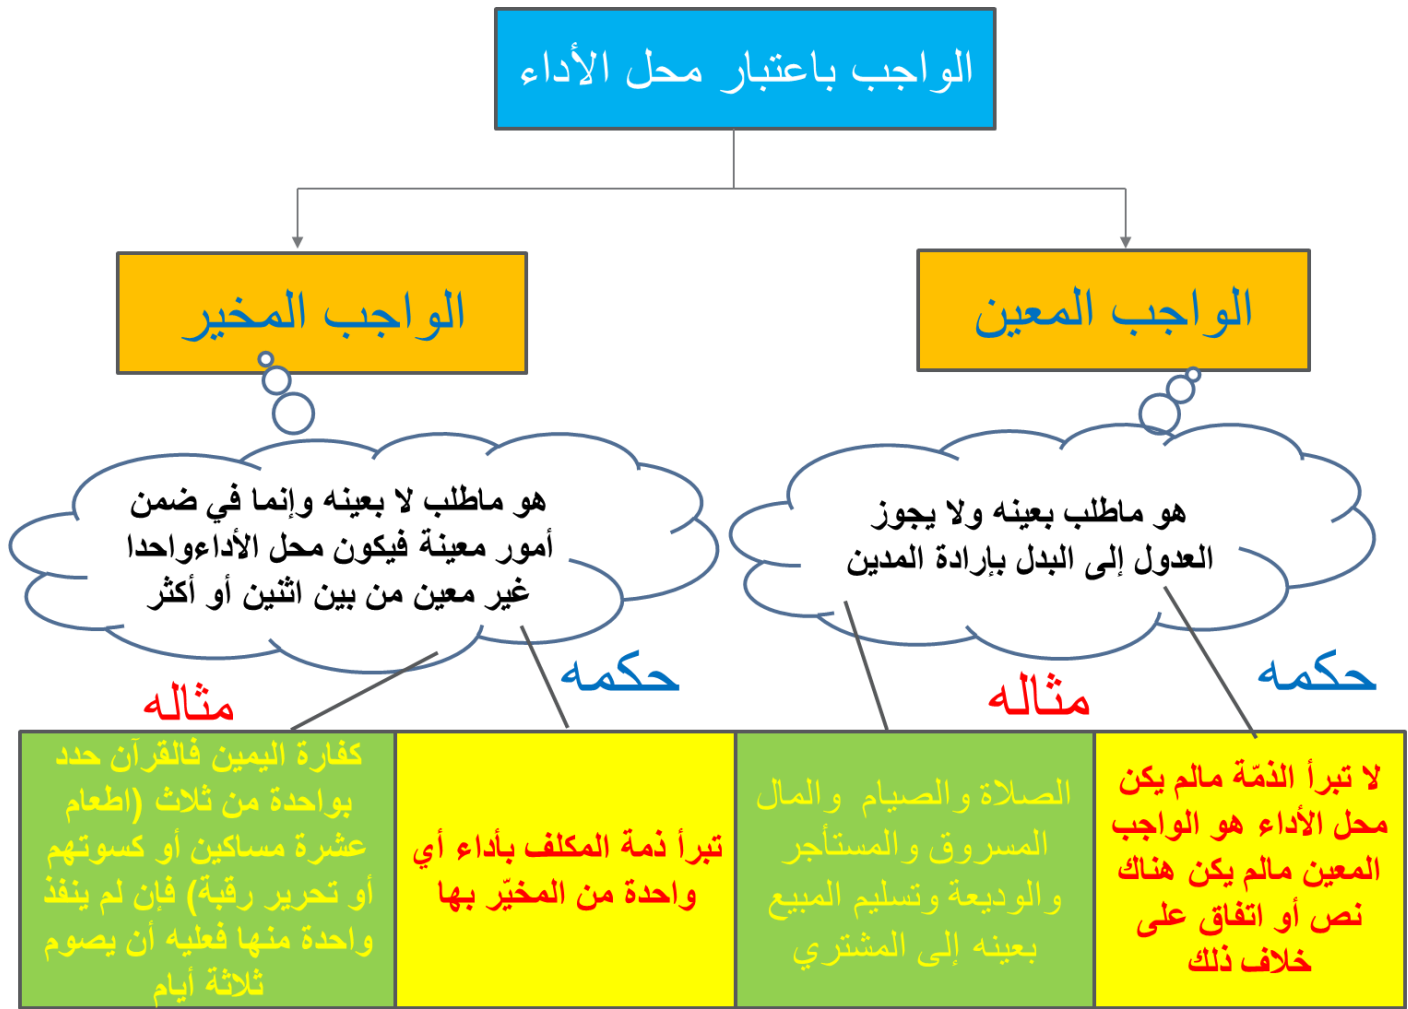 الواجب باعتبار محل الأداء
الواجب المعين
الواجب المخير
هو ماطلب بعينه ولا يجوز
العدول إلى البدل بإرادة المدين
هو ماطلب لا بعينه وإنما في ضمن
أمور معينة فيكون محل الأداءواحدا
غير معين من بين اثنين أو أكثر
حكمه
مثاله
حكمه
مثاله
لا تبرأ الذمّة مالم يكن
محل الأداء هو الواجب
المعين مالم يكن هناك
نص أو اتفاق على
خلاف ذلك
الصلاة والصيام والمال
المسروق والمستأجر
والوديعة وتسليم المبيع
بعينه إلى المشتري
تبرأ ذمة المكلف بأداء أي
واحدة من المخيّر بها
كفارة اليمين فالقرآن حدد
بواحدة من ثلاث (اطعام
عشرة مساكين أو كسوتهم
أو تحرير رقبة) فإن لم ينفذ
واحدة منها فعليه أن يصوم
ثلاثة أيام